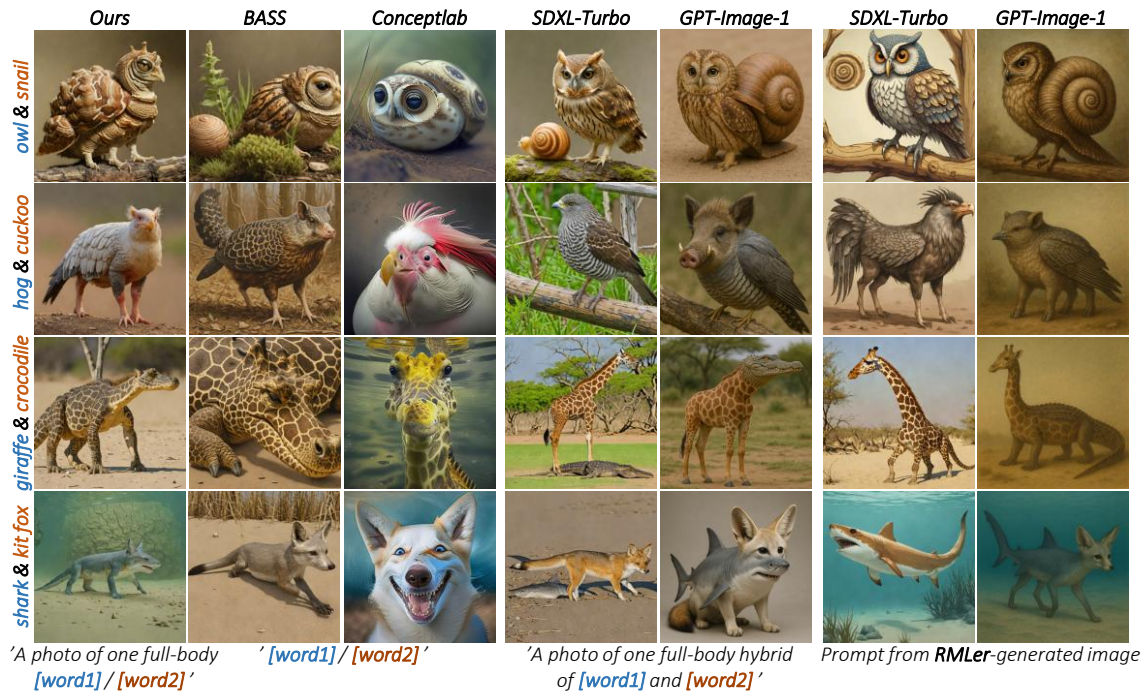 Ours BASS Conceptlab SDXL-Turbo GPT-Image-1 SDXL-Turbo GPT-Image-1
owl & snail
hog & cuckoo
giraffe & crocodile
shark & kit fox
'A photo of one full-body
[word1] / [word2] '
' [word1] / [word2] '
'A photo of one full-body hybrid
of [word1] and [word2] '
Prompt from RMLer-generated image